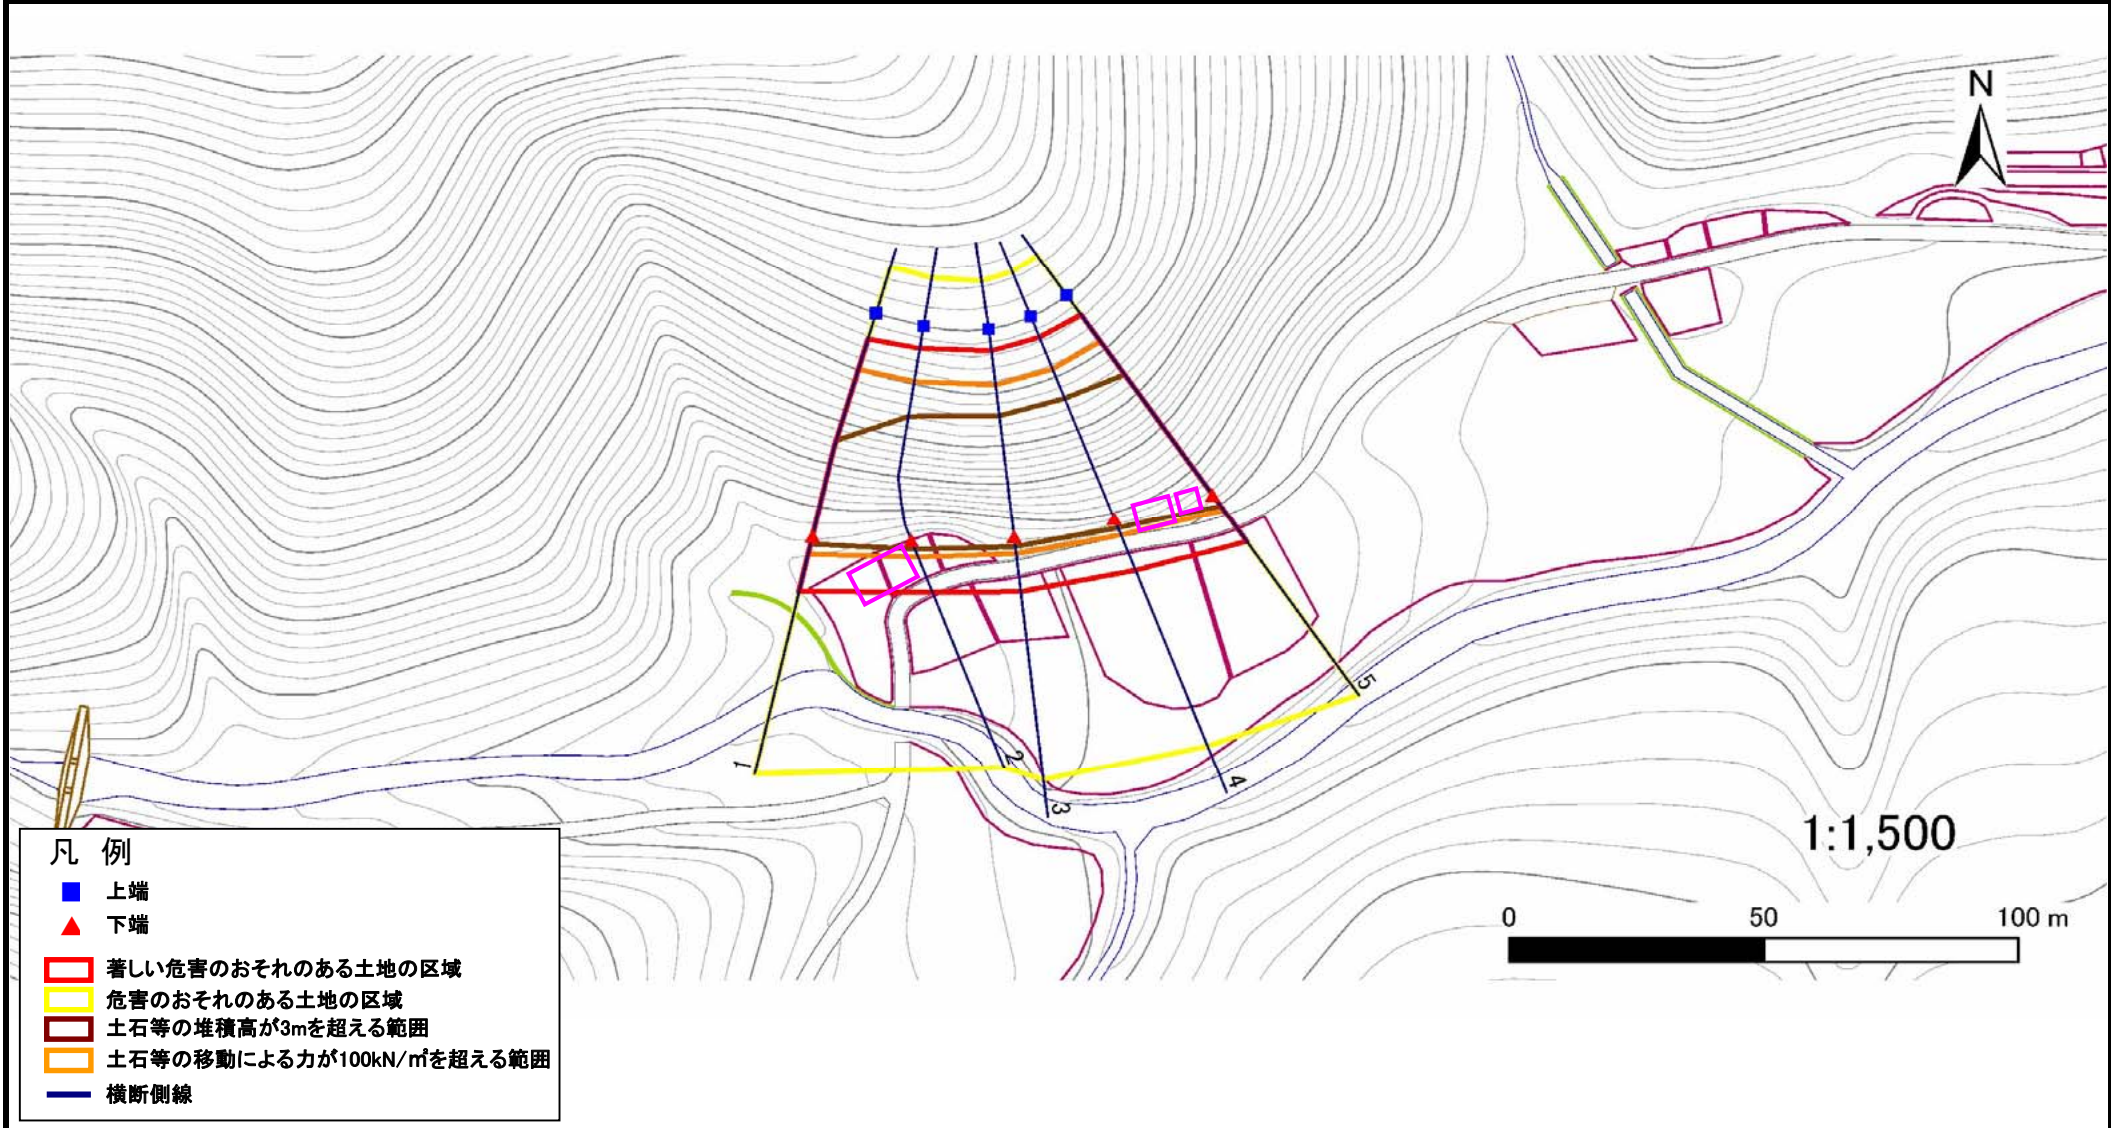 N
1
2
3
4
5
1:1,500
0 50 100 m
凡 例
上端
下端
著しい危害のおそれのある土地の区域
危害のおそれのある土地の区域
土石等の堆積高が3mを超える範囲
土石等の移動による力が100kN/㎡を超える範囲
横断側線